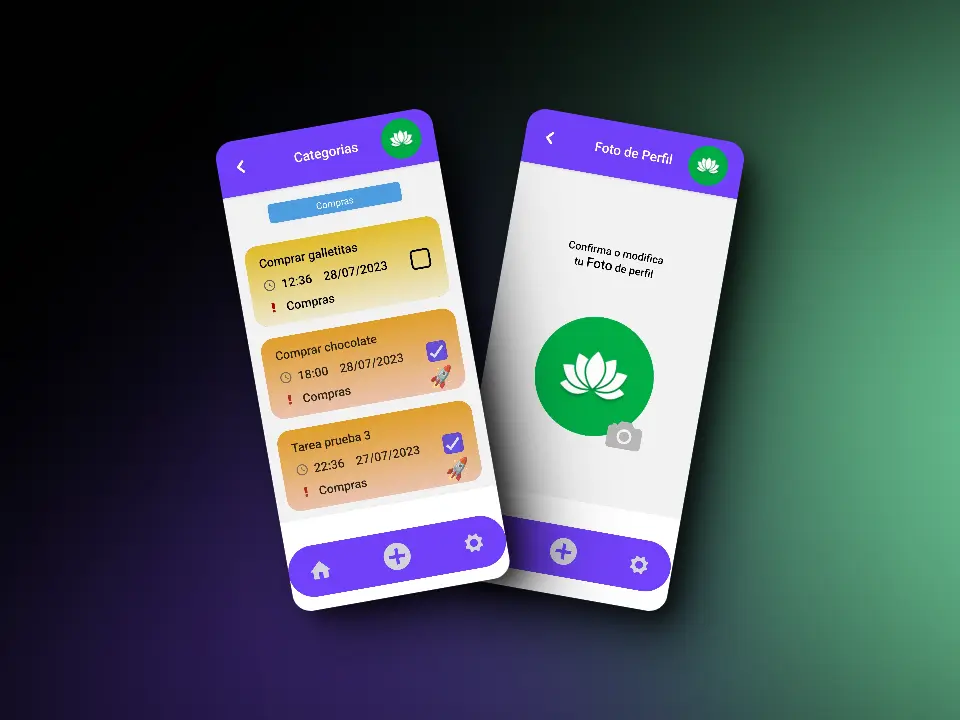 Categorias
Compras
Comprar galletitas
12:36 28/07/2023
Compras
Comprar chocolate
18:00 28/07/2023
Compras
Tarea prueba 3
22:36 27/07/2023
Compras
Foto de Perfil
Confirma o modifica
tu Foto de perfil